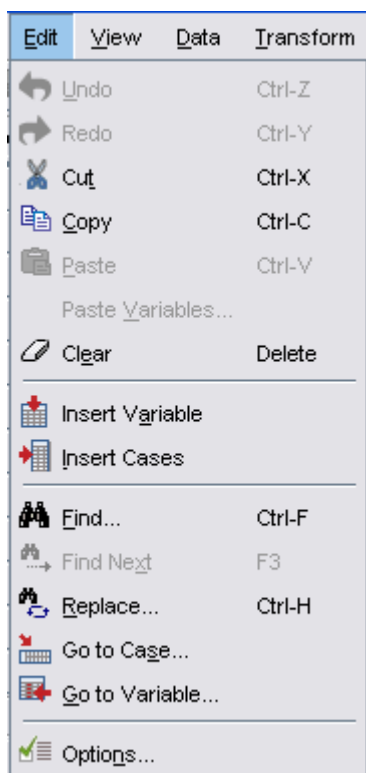 Edit View Data Transform
Undo Ctrl-Z
Redo Ctrl-Y
Cut Ctrl-X
Copy Ctrl-C
Paste Ctrl-V
Paste Variables...
Clear Delete
Insert Variable
Insert Cases
Find... Ctrl-F
Find Next F3
Replace... Ctrl-H
Go to Case...
Go to Variable...
Options...